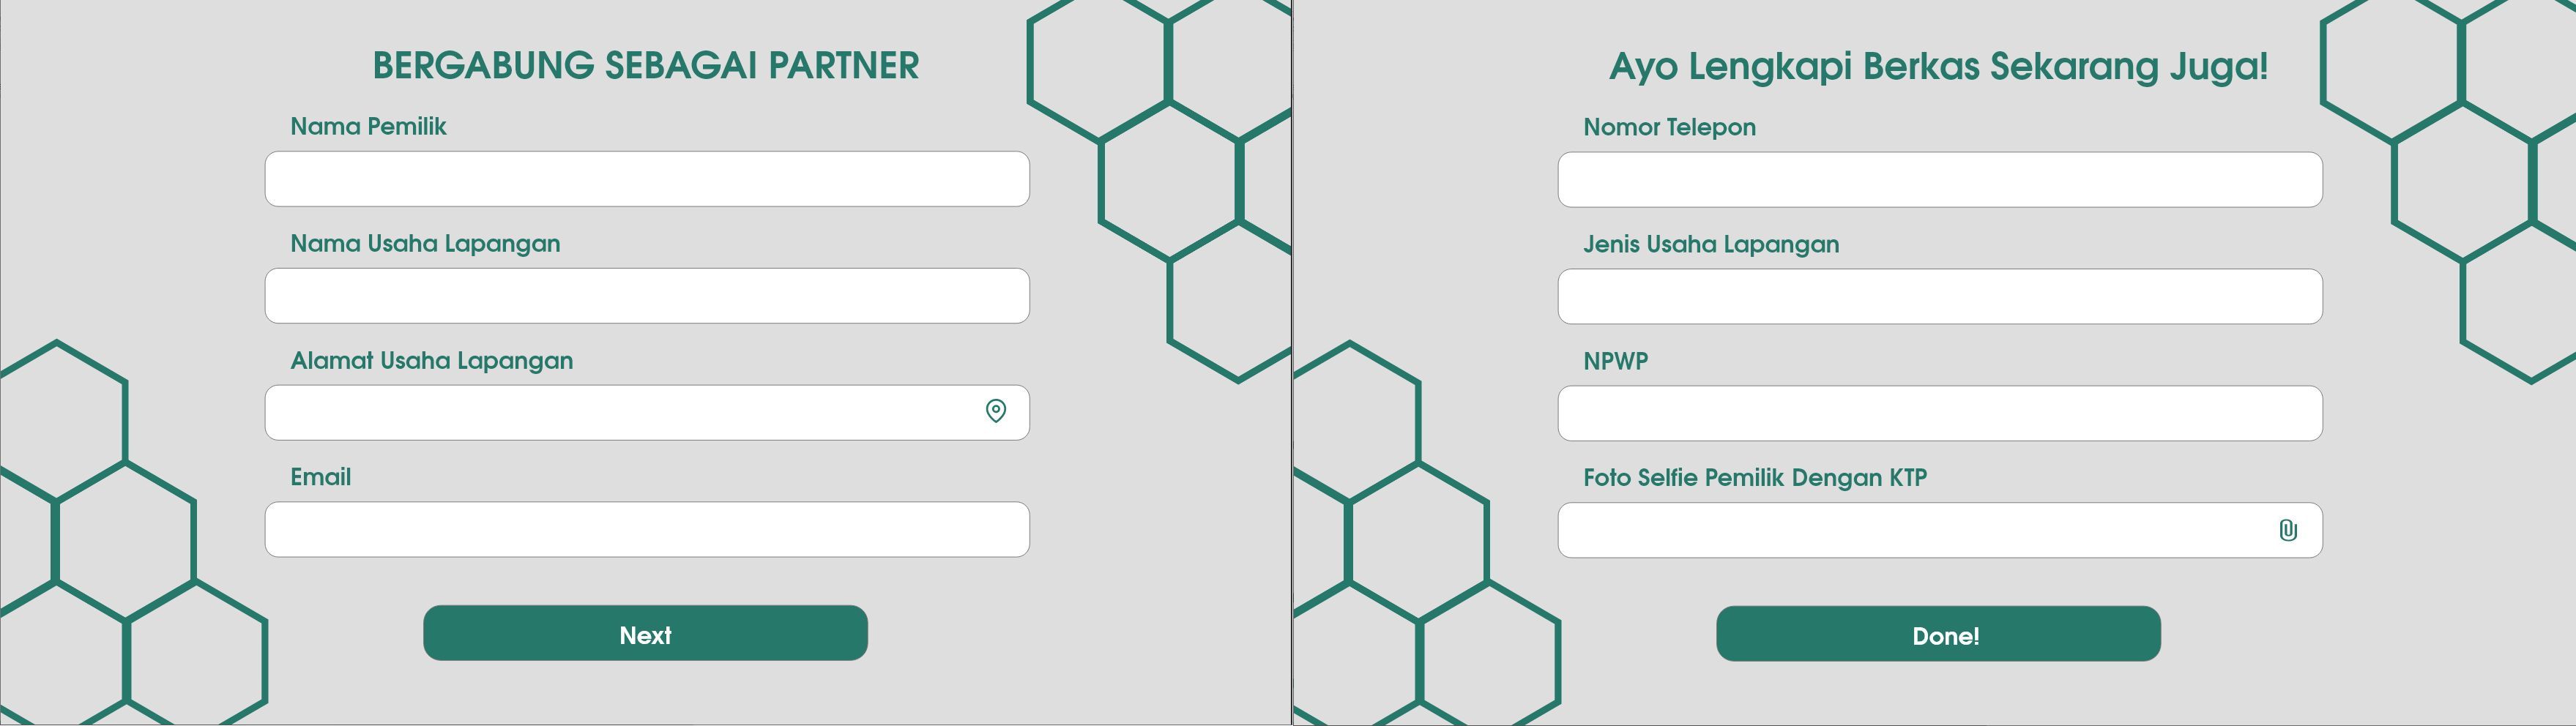 BERGABUNG SEBAGAI PARTNER
Nama Pemilik
Nama Usaha Lapangan
Alamat Usaha Lapangan
Email
Next
Ayo Lengkapi Berkas Sekarang Juga!
Nomor Telepon
Jenis Usaha Lapangan
NPWP
Foto Selfie Pemilik Dengan KTP
Done!